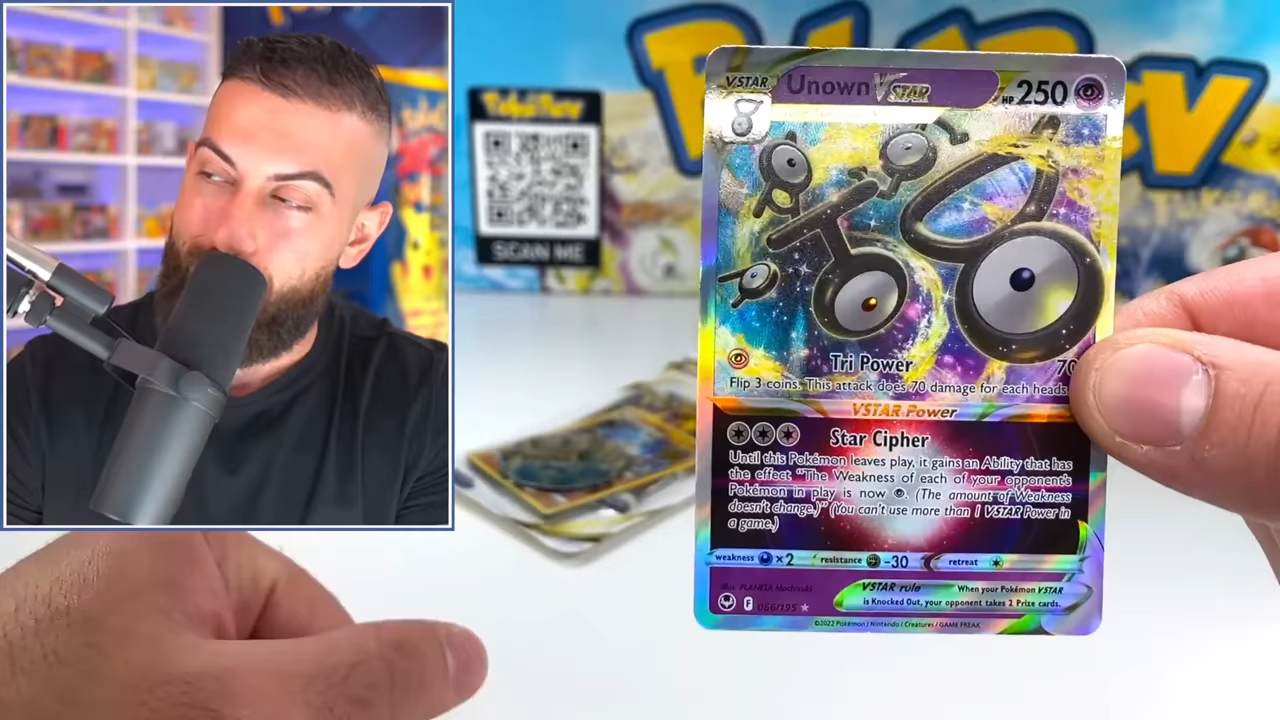 SCAN ME
VSTAR Unown VSTAR HP 250
Tri Power 70
Flip 3 coins. This attack does 70 damage for each heads.
VSTAR Power
Star Cipher
Until this Pokémon leaves play, it gains an Ability that has
the effect "The Weakness of each of your opponent's
Pokémon in play is now . (The amount of Weakness
doesn't change.)" (You can't use more than 1 VSTAR Power in
a game.)
weakness ×2 resistance -30 retreat
illus. PLANETA Mochizuki
VSTAR rule When your Pokémon VSTAR
is Knocked Out, your opponent takes 2 Prize cards.
F 066/195
©2022 Pokémon / Nintendo / Creatures / GAME FREAK